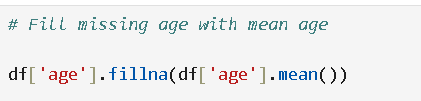 # Fill missing age with mean age
df['age'].fillna(df['age'].mean())